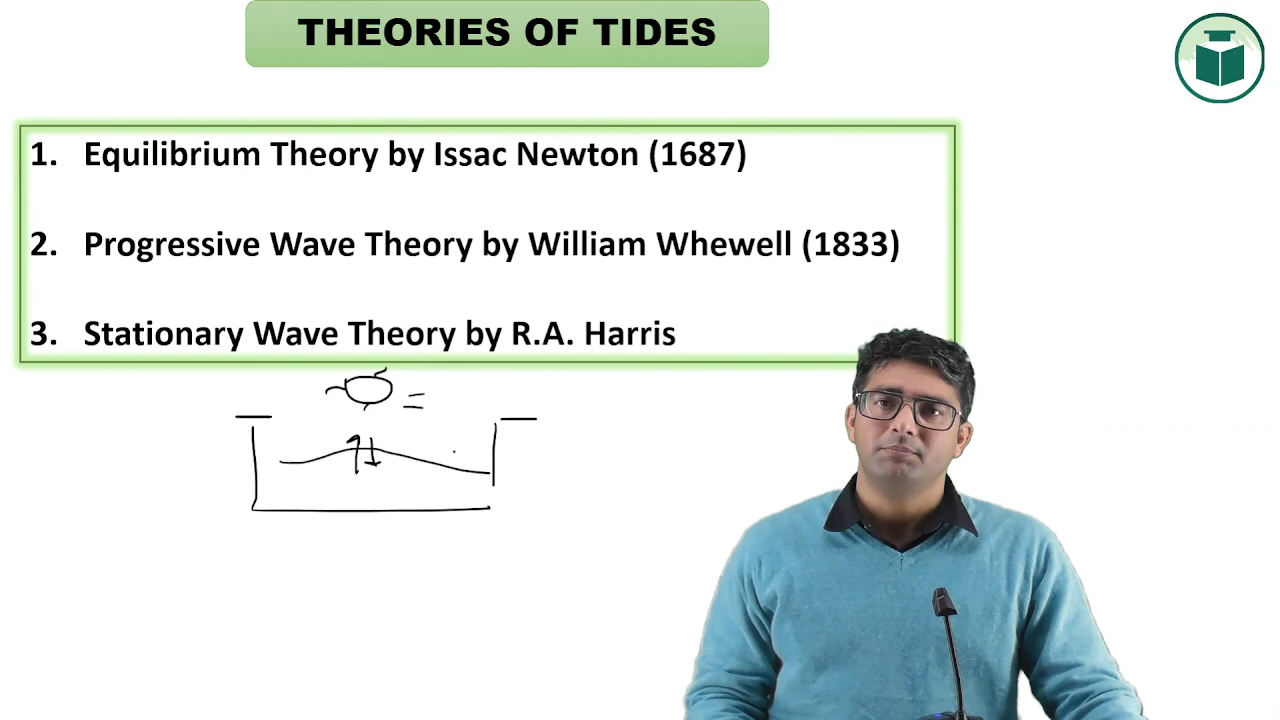 THEORIES OF TIDES
1. Equilibrium Theory by Issac Newton (1687)
2. Progressive Wave Theory by William Whewell (1833)
3. Stationary Wave Theory by R.A. Harris